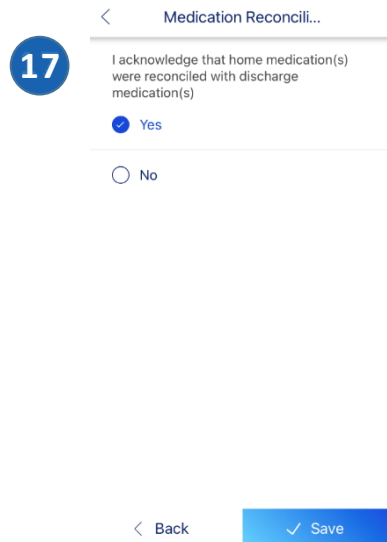 Medication Reconcili...
17
I acknowledge that home medication(s)
were reconciled with discharge
medication(s)
Yes
No
Back
Save